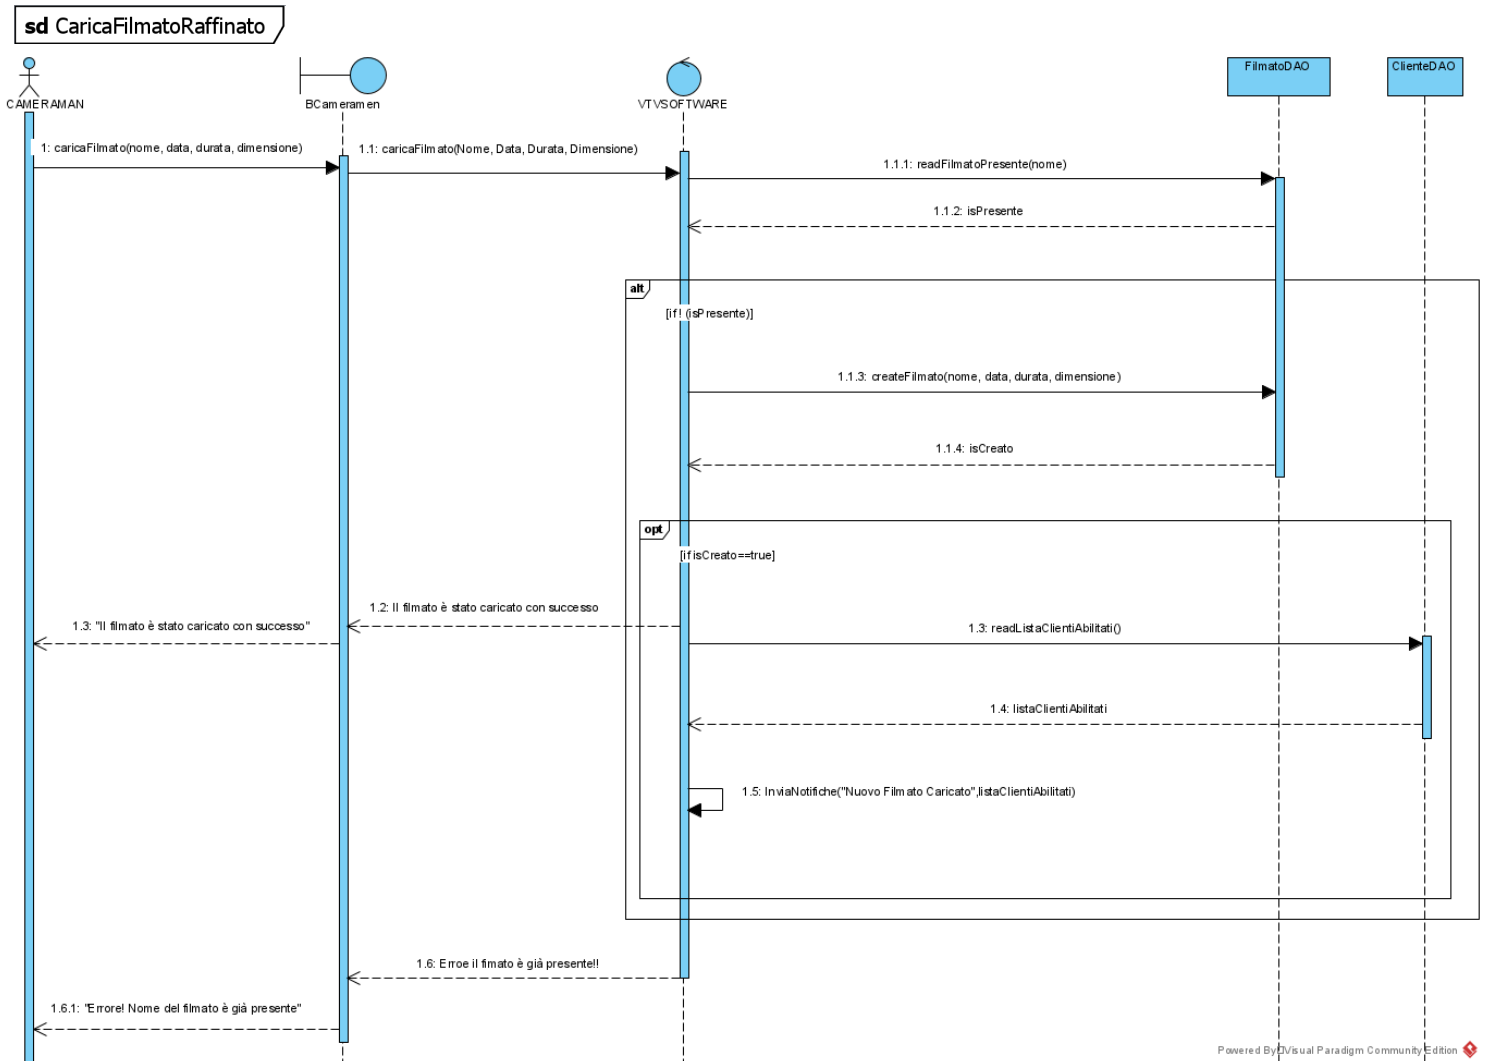 sd CaricaFilmatoRaffinato
CAMERAMAN
BCameramen
VTVSOFTWARE
FilmatoDAO
ClienteDAO
1: caricaFilmato(nome, data, durata, dimensione)
1.1: caricaFilmato(Nome, Data, Durata, Dimensione)
1.1.1: readFilmatoPresente(nome)
1.1.2: isPresente
alt
[if! (isPresente)]
1.1.3: createFilmato(nome, data, durata, dimensione)
1.1.4: isCreato
opt
[if isCreato==true]
1.2: Il filmato è stato caricato con successo
1.3: "Il filmato è stato caricato con successo"
1.3: readListaClientiAbilitati()
1.4: listaClientiAbilitati
1.5: InviaNotifiche("Nuovo Filmato Caricato",listaClientiAbilitati)
1.6: Erroe il fimato è già presente!!
1.6.1: "Errore! Nome del filmato è già presente"
Powered By Visual Paradigm Community Edition